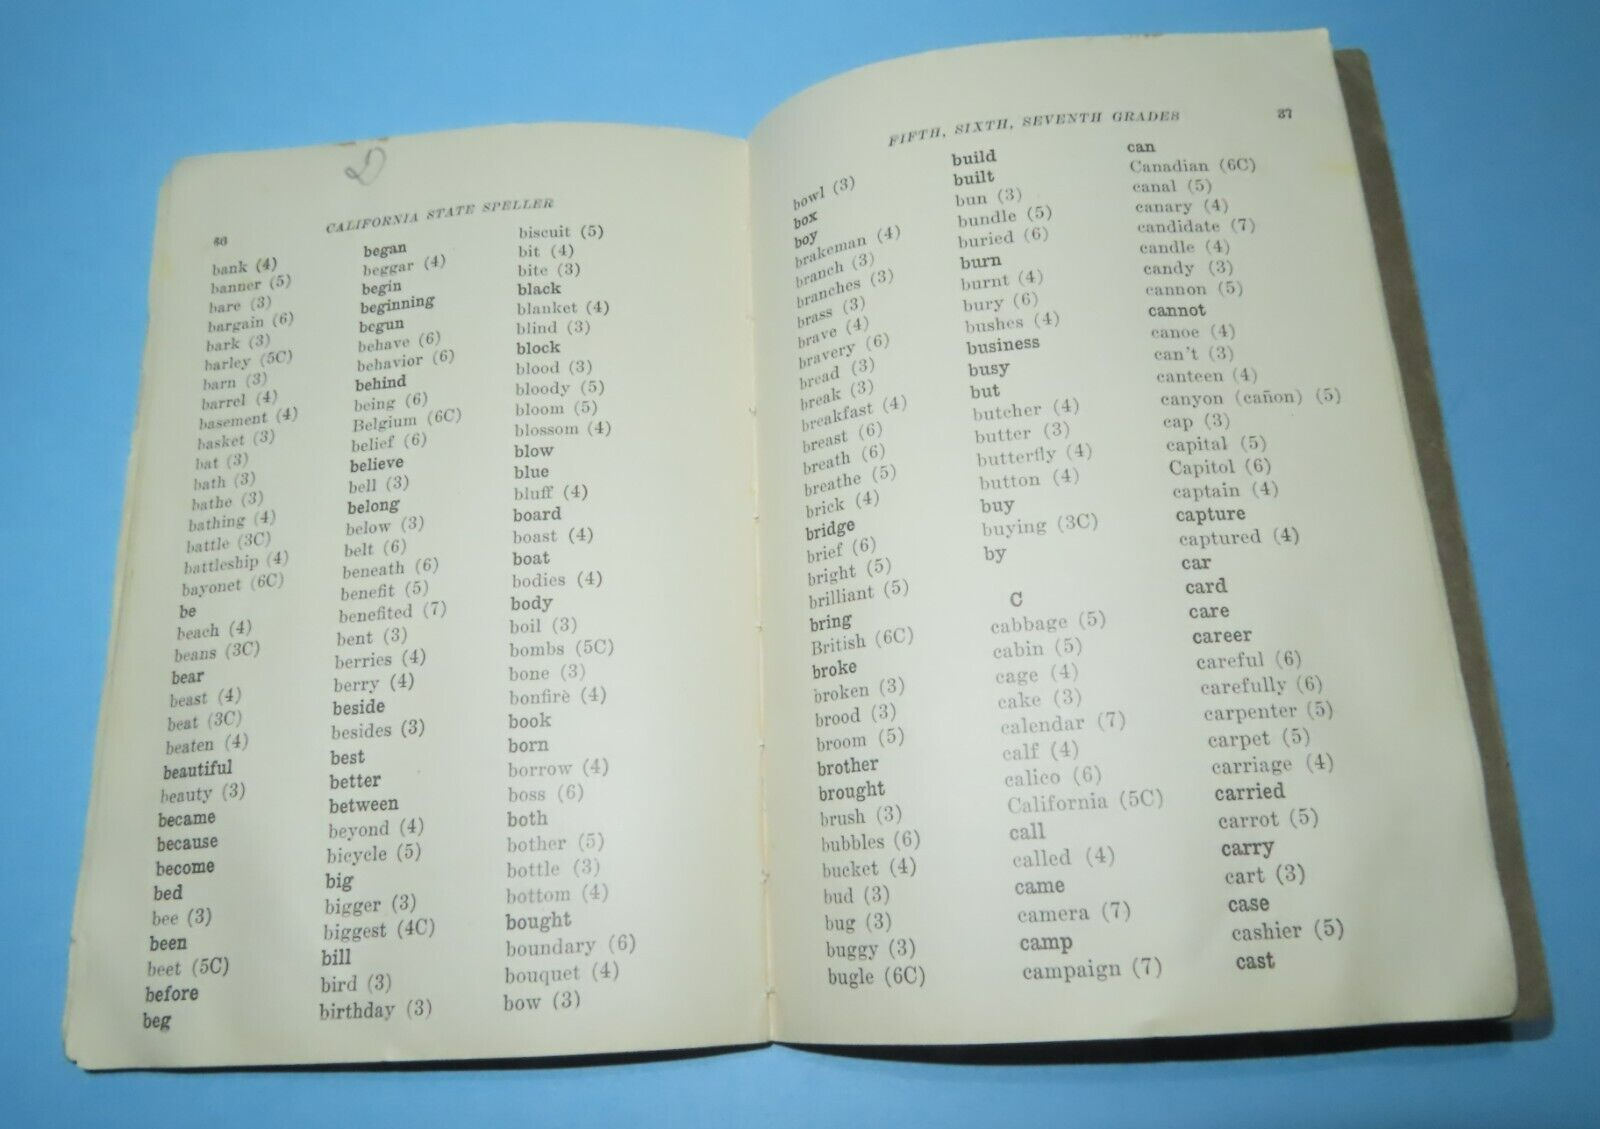 D
36
CALIFORNIA STATE SPELLER
bank (4)
banner (5)
bare (3)
bargain (6)
bark (3)
barley (5C)
barn (3)
barrel (4)
basement (4)
basket (3)
bat (3)
bath (3)
bathe (3)
bathing (4)
battle (3C)
battleship (4)
bayonet (6C)
be
beach (4)
beans (3C)
bear
beast (4)
beat (3C)
beaten (4)
beautiful
beauty (3)
became
because
become
bed
bee (3)
been
beet (5C)
before
beg
began
beggar (4)
begin
beginning
begun
behave (6)
behavior (6)
behind
being (6)
Belgium (6C)
belief (6)
believe
bell (3)
belong
below (3)
belt (6)
beneath (6)
benefit (5)
benefited (7)
bent (3)
berries (4)
berry (4)
beside
besides (3)
best
better
between
beyond (4)
bicycle (5)
big
bigger (3)
biggest (4C)
bill
bird (3)
birthday (3)
biscuit (5)
bit (4)
bite (3)
black
blanket (4)
blind (3)
block
blood (3)
bloody (5)
bloom (5)
blossom (4)
blow
blue
bluff (4)
board
boast (4)
boat
bodies (4)
body
boil (3)
bombs (5C)
bone (3)
bonfire (4)
book
born
borrow (4)
boss (6)
both
bother (5)
bottle (3)
bottom (4)
bought
boundary (6)
bouquet (4)
bow (3)
FIFTH, SIXTH, SEVENTH GRADES
37
bowl (3)
box
boy
brakeman (4)
branch (3)
branches (3)
brass (3)
brave (4)
bravery (6)
bread (3)
break (3)
breakfast (4)
breast (6)
breath (6)
breathe (5)
brick (4)
bridge
brief (6)
bright (5)
brilliant (5)
bring
British (6C)
broke
broken (3)
brood (3)
broom (5)
brother
brought
brush (3)
bubbles (6)
bucket (4)
bud (3)
bug (3)
buggy (3)
bugle (6C)
build
built
bun (3)
bundle (5)
buried (6)
burn
burnt (4)
bury (6)
bushes (4)
business
busy
but
butcher (4)
butter (3)
butterfly (4)
button (4)
buy
buying (3C)
by
C
cabbage (5)
cabin (5)
cage (4)
cake (3)
calendar (7)
calf (4)
calico (6)
California (5C)
call
called (4)
came
camera (7)
camp
campaign (7)
can
Canadian (6C)
canal (5)
canary (4)
candidate (7)
candle (4)
candy (3)
cannon (5)
cannot
canoe (4)
can't (3)
canteen (4)
canyon (cañon) (5)
cap (3)
capital (5)
Capitol (6)
captain (4)
capture
captured (4)
car
card
care
career
careful (6)
carefully (6)
carpenter (5)
carpet (5)
carriage (4)
carried
carrot (5)
carry
cart (3)
case
cashier (5)
cast